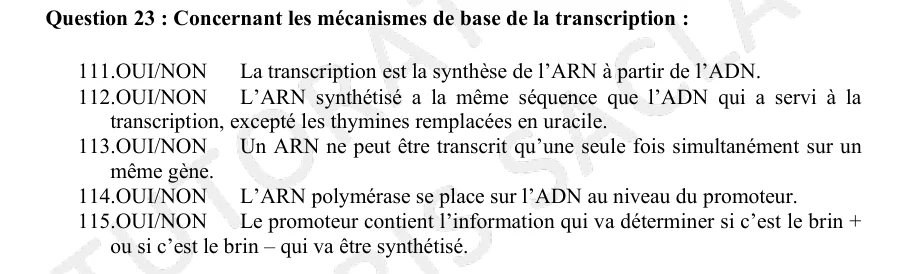 Question 23 : Concernant les mécanismes de base de la transcription :
111.OUI/NON La transcription est la synthèse de l’ARN à partir de l’ADN.
112.OUI/NON L’ARN synthétisé a la même séquence que l’ADN qui a servi à la
transcription, excepté les thymines remplacées en uracile.
113.OUI/NON Un ARN ne peut être transcrit qu’une seule fois simultanément sur un
même gène.
114.OUI/NON L’ARN polymérase se place sur l’ADN au niveau du promoteur.
115.OUI/NON Le promoteur contient l’information qui va déterminer si c’est le brin +
ou si c’est le brin – qui va être synthétisé.